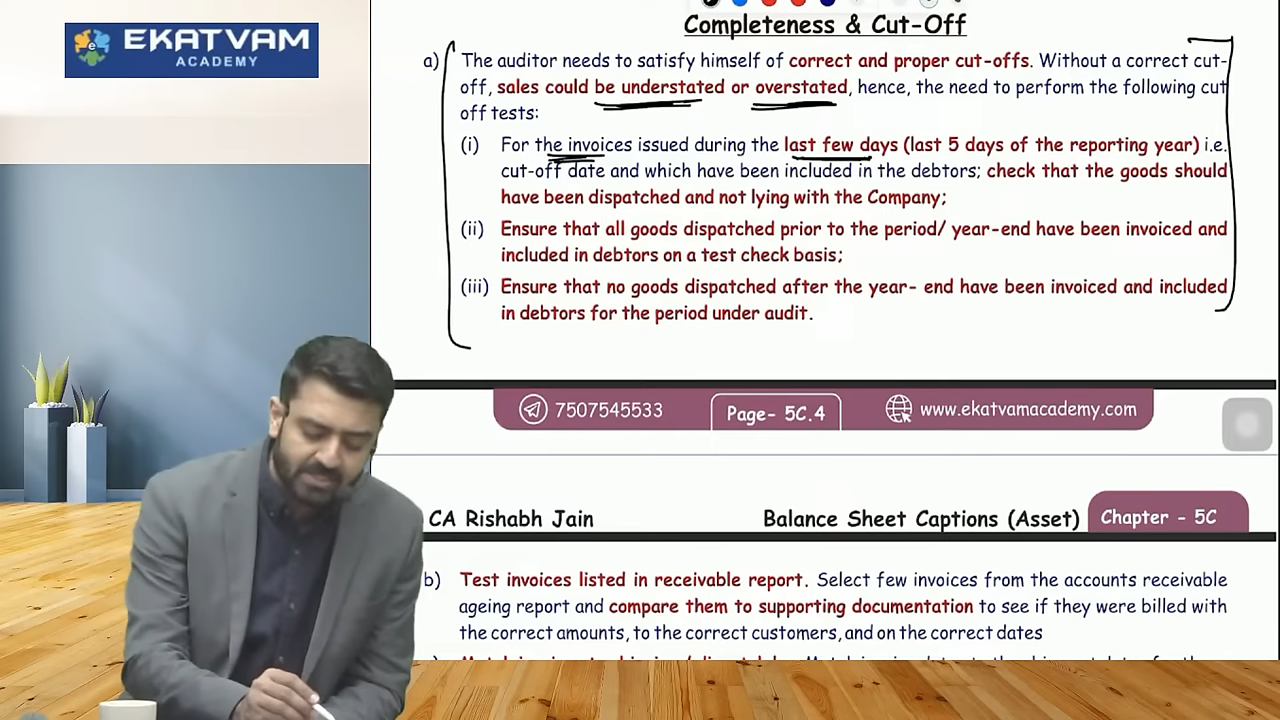 EKATVAM
ACADEMY
Completeness & Cut-Off
a) The auditor needs to satisfy himself of correct and proper cut-offs. Without a correct cut-
off, sales could be understated or overstated, hence, the need to perform the following cut
off tests:
(i) For the invoices issued during the last few days (last 5 days of the reporting year) i.e.
cut-off date and which have been included in the debtors; check that the goods should
have been dispatched and not lying with the Company;
(ii) Ensure that all goods dispatched prior to the period/ year-end have been invoiced and
included in debtors on a test check basis;
(iii) Ensure that no goods dispatched after the year- end have been invoiced and included
in debtors for the period under audit.
7507545533 Page- 5C.4 www.ekatvamacademy.com
CA Rishabh Jain Balance Sheet Captions (Asset) Chapter - 5C
b) Test invoices listed in receivable report. Select few invoices from the accounts receivable
ageing report and compare them to supporting documentation to see if they were billed with
the correct amounts, to the correct customers, and on the correct dates